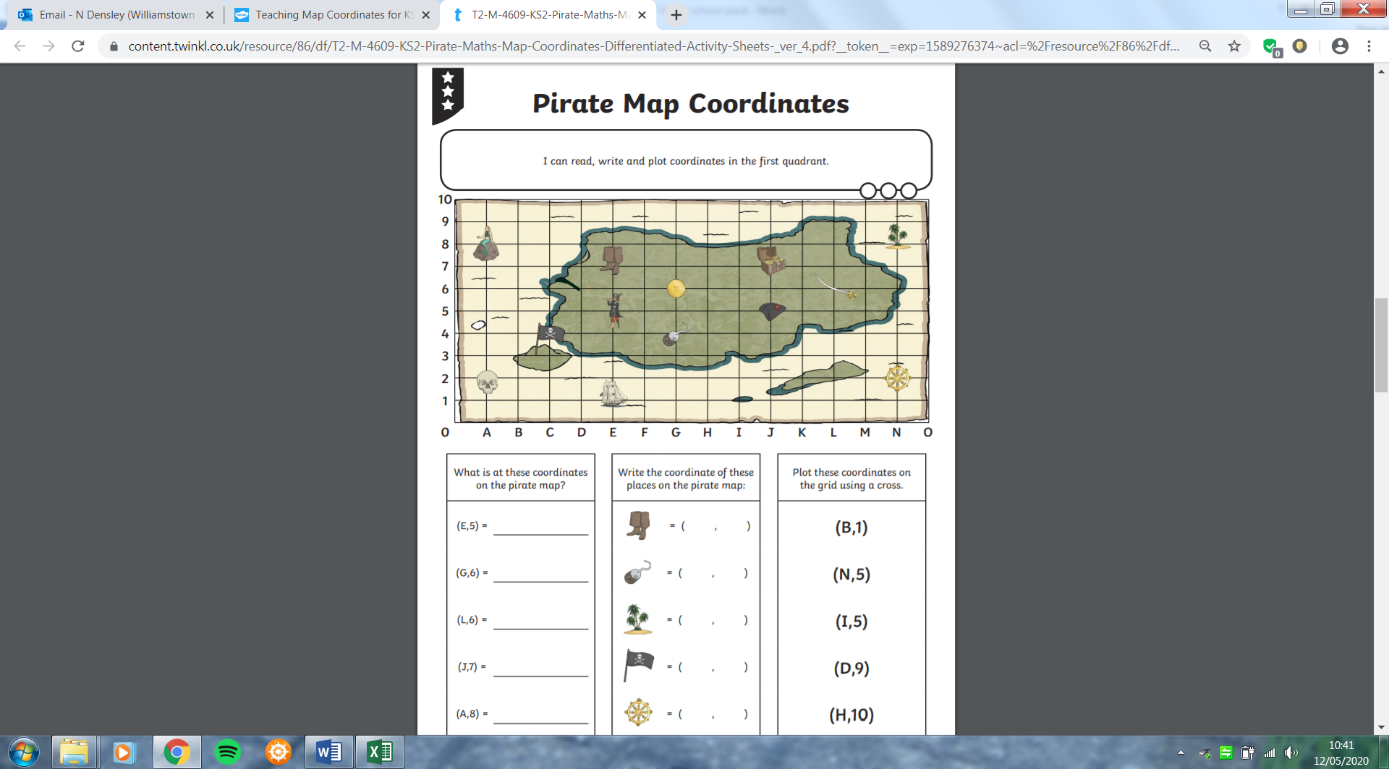 Email - N Densley (Williamstown
Teaching Map Coordinates for KS
T2-M-4609-KS2-Pirate-Maths-Ma
content.twinkl.co.uk/resource/86/df/T2-M-4609-KS2-Pirate-Maths-Map-Coordinates-Differentiated-Activity-Sheets-_ver_4.pdf?__token__=exp=1589276374~acl=%2Fresource%2F86%2Fdf...
0
Pirate Map Coordinates
I can read, write and plot coordinates in the first quadrant.
10
9
8
7
6
5
4
3
2
1
O A B C D E F G H I J K L M N O
What is at these coordinates
on the pirate map?
(E,5) =
(G,6) =
(L,6) =
(J,7) =
(A,8) =
Write the coordinate of these
places on the pirate map:
= ( , )
= ( , )
= ( , )
= ( , )
= ( , )
Plot these coordinates on
the grid using a cross.
(B,1)
(N,5)
(I,5)
(D,9)
(H,10)
10:41
12/05/2020